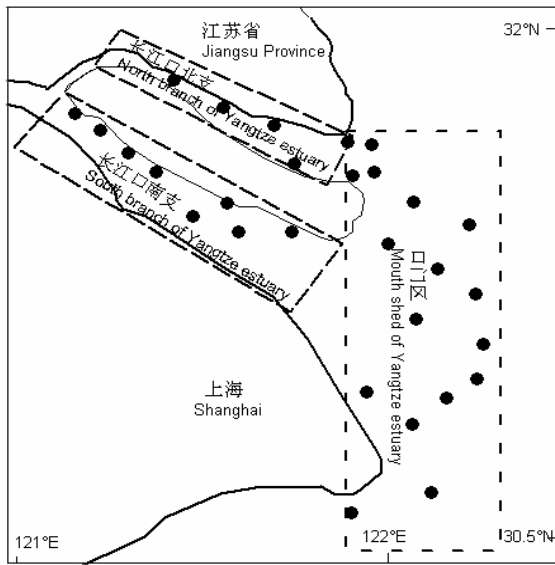 江苏省
Jiangsu Province
32°N
长江口北支
North branch of Yangtze estuary
长江口南支
South branch of Yangtze estuary
口门区
Mouth shed of Yangtze estuary
上海
Shanghai
121°E
122°E
30.5°N